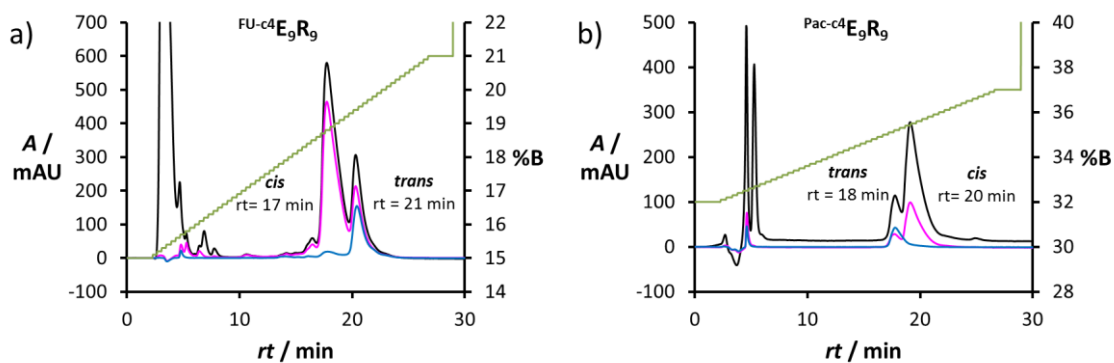 a)
FU-c4E9R9
700
600
500
400
300
200
100
0
-100
A /
mAU
22
21
20
19
18
17
16
15
14
%B
cis
rt= 17 min
trans
rt = 21 min
0 10 20 30
rt / min
b)
Pac-c4E9R9
500
400
300
200
100
0
-100
A /
mAU
40
38
36
34
32
30
28
%B
trans
rt = 18 min
cis
rt= 20 min
0 10 20 30
rt / min